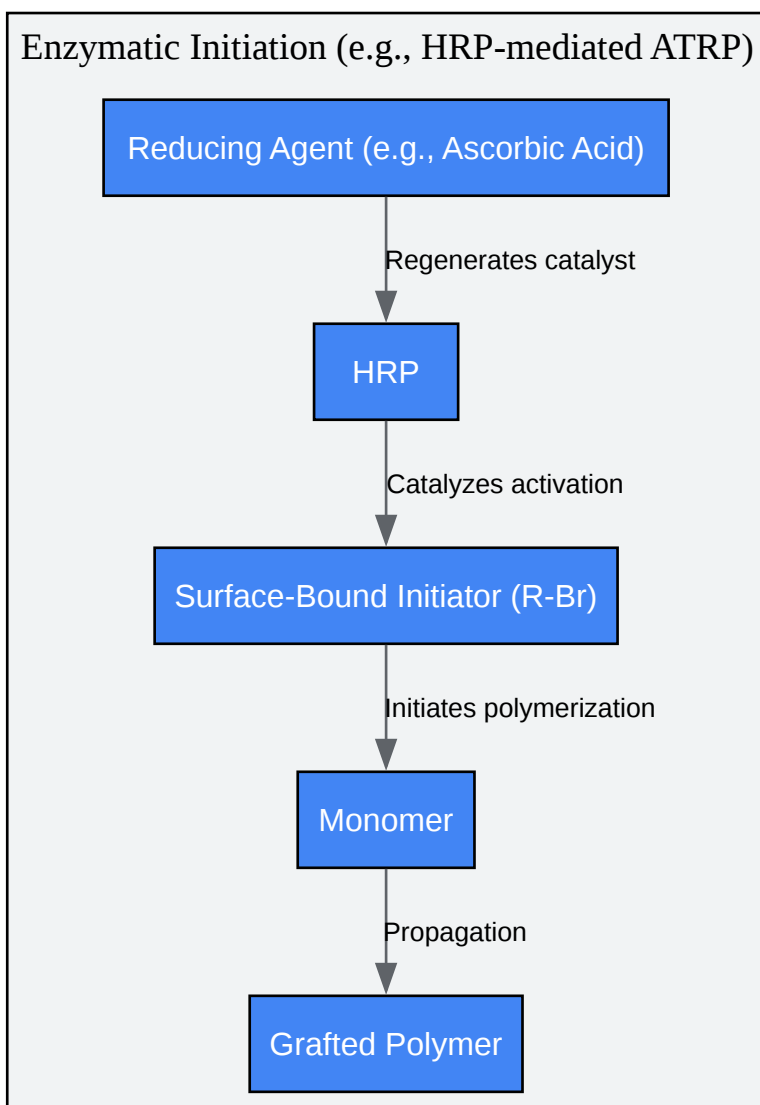 Enzymatic Initiation (e.g., HRP-mediated ATRP)
Reducing Agent (e.g., Ascorbic Acid)
Regenerates catalyst
HRP
Catalyzes activation
Surface-Bound Initiator (R-Br)
Initiates polymerization
Monomer
Propagation
Grafted Polymer